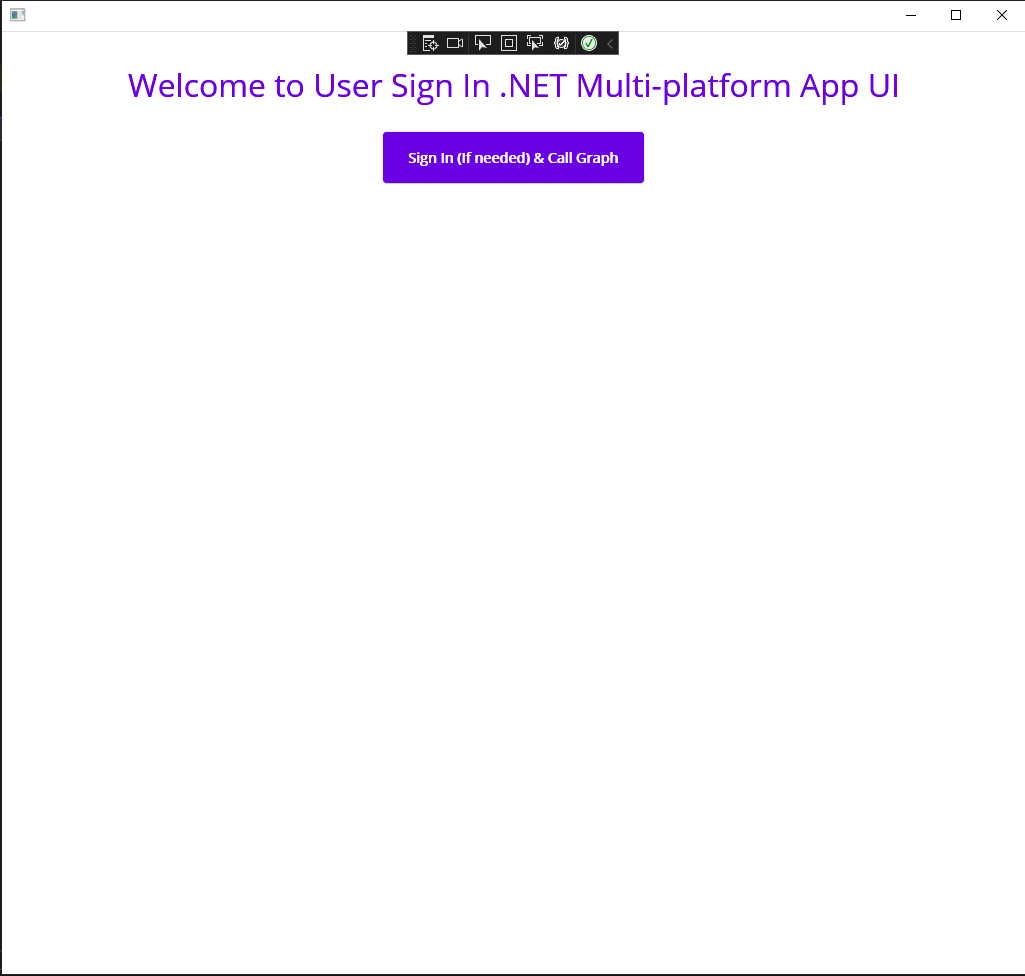 Welcome to User Sign In .NET Multi-platform App UI
Sign In (if needed) & Call Graph